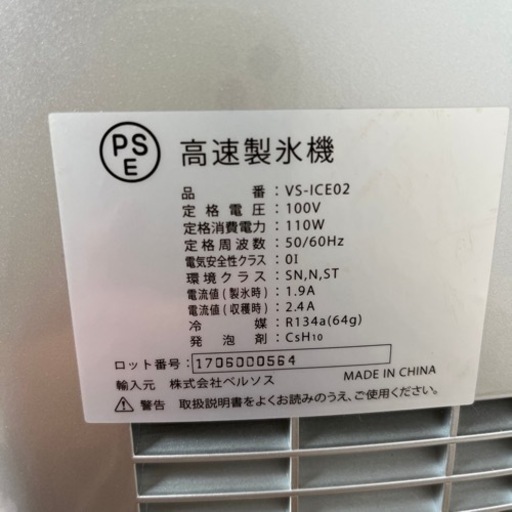 PS
E
高速製氷機
品番：VS-ICE02
定格電圧：100V
定格消費電力：110W
定格周波数：50/60Hz
電気安全性クラス：0I
環境クラス：SN,N,ST
電流値(製氷時)：1.9A
電流値(収穫時)：2.4A
冷媒：R134a(64g)
発泡剤：CsH10
ロット番号：1706000564
輸入元 株式会社ベルソス MADE IN CHINA
警告 取扱説明書をよくお読みのうえ、ご使用ください。